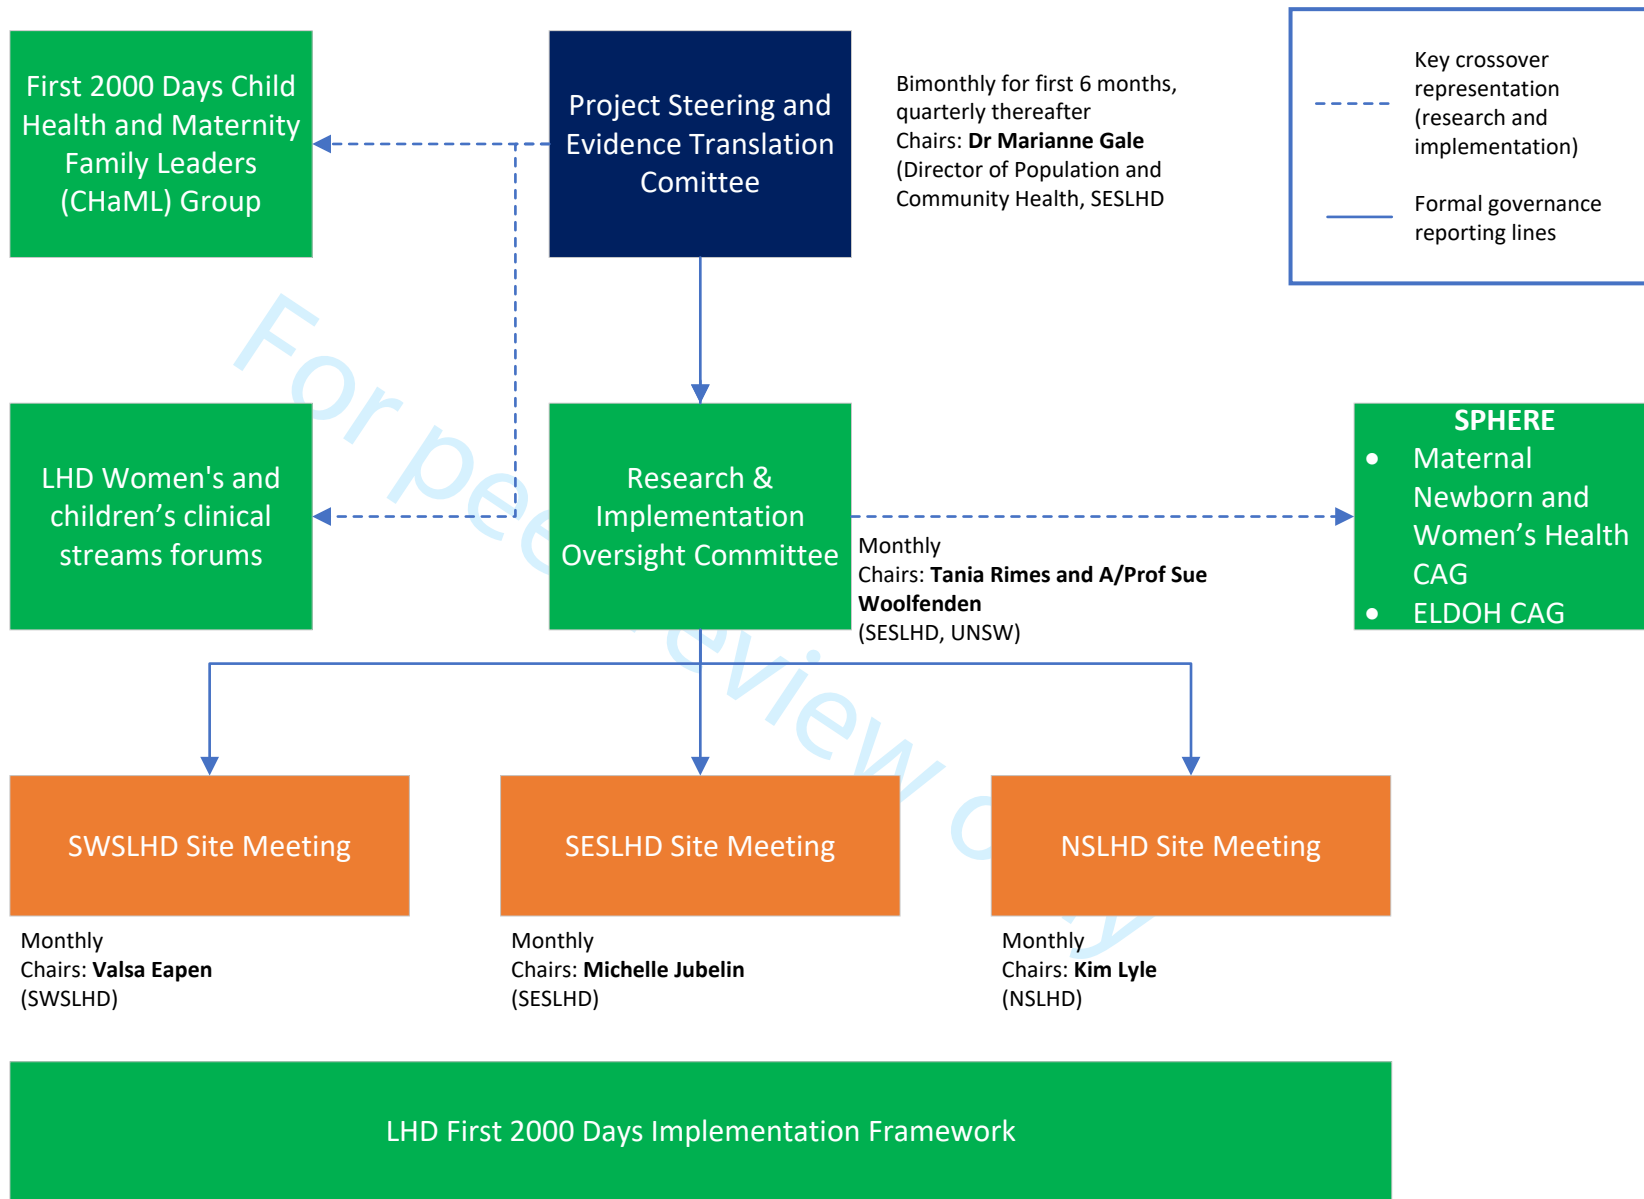 First 2000 Days Child
Health and Maternity
Family Leaders
(CHaML) Group
Project Steering and
Evidence Translation
Comittee
Bimonthly for first 6 months,
quarterly thereafter
Chairs: Dr Marianne Gale
(Director of Population and
Community Health, SESLHD
Key crossover
representation
(research and
implementation)
Formal governance
reporting lines
For peer review only
LHD Women's and
children’s clinical
streams forums
Research &
Implementation
Oversight Committee
Monthly
Chairs: Tania Rimes and A/Prof Sue
Woolfenden
(SESLHD, UNSW)
SPHERE
• Maternal
Newborn and
Women’s Health
CAG
• ELDOH CAG
SWSLHD Site Meeting
SESLHD Site Meeting
NSLHD Site Meeting
Monthly
Chairs: Valsa Eapen
(SWSLHD)
Monthly
Chairs: Michelle Jubelin
(SESLHD)
Monthly
Chairs: Kim Lyle
(NSLHD)
LHD First 2000 Days Implementation Framework